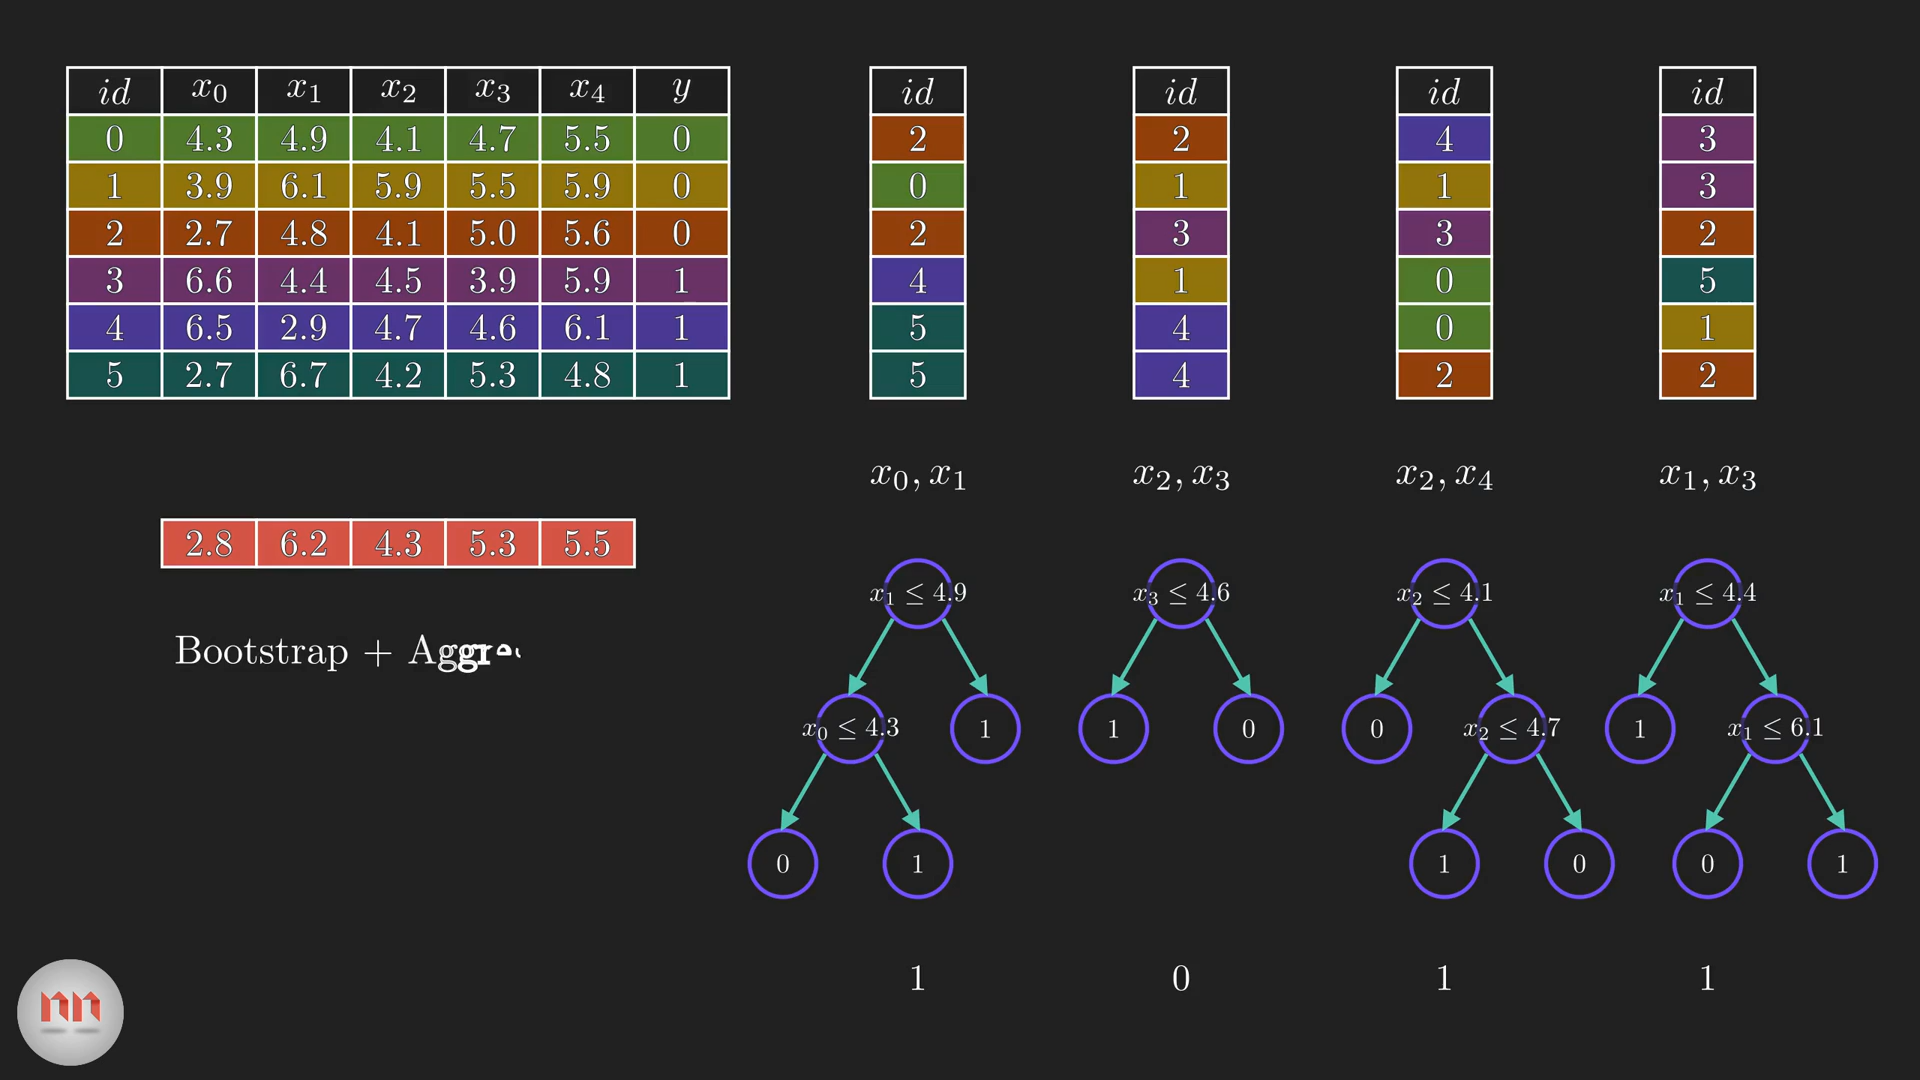 id x₀ x₁ x₂ x₃ x₄ y
0 4.3 4.9 4.1 4.7 5.5 0
1 3.9 6.1 5.9 5.5 5.9 0
2 2.7 4.8 4.1 5.0 5.6 0
3 6.6 4.4 4.5 3.9 5.9 1
4 6.5 2.9 4.7 4.6 6.1 1
5 2.7 6.7 4.2 5.3 4.8 1
id
2
0
2
4
5
5
id
2
1
3
1
4
4
id
4
1
3
0
0
2
id
3
3
2
5
1
2
x₀, x₁
x₂, x₃
x₂, x₄
x₁, x₃
2.8 6.2 4.3 5.3 5.5
Bootstrap +
x₁ ≤ 4.9
x₀ ≤ 4.3
1
0
1
x₃ ≤ 4.6
1
0
x₂ ≤ 4.1
0
x₂ ≤ 4.7
1
0
x₁ ≤ 4.4
1
x₁ ≤ 6.1
0
1
1 0 1 1
nn